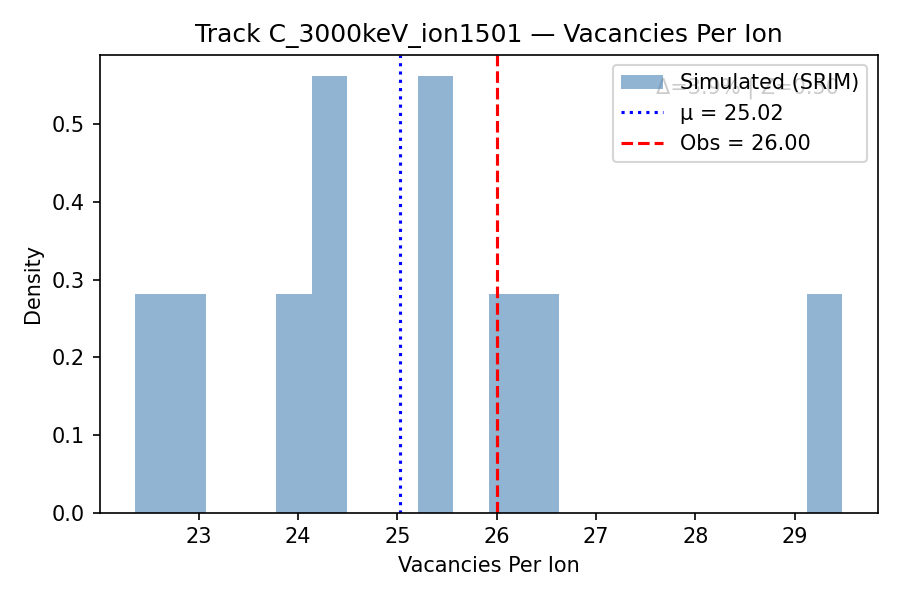 Track C_3000keV_ion1501 — Vacancies Per Ion
Simulated (SRIM)
μ = 25.02
Obs = 26.00
Density
0.5
0.4
0.3
0.2
0.1
0.0
23
24
25
26
27
28
29
Vacancies Per Ion